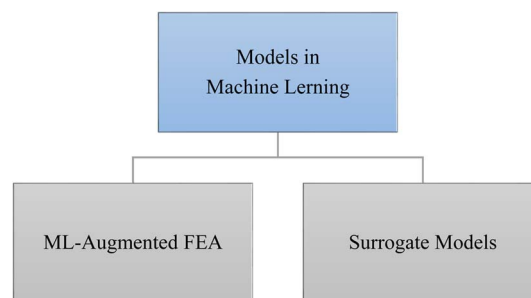 Models in
Machine Lerning
ML-Augmented FEA
Surrogate Models